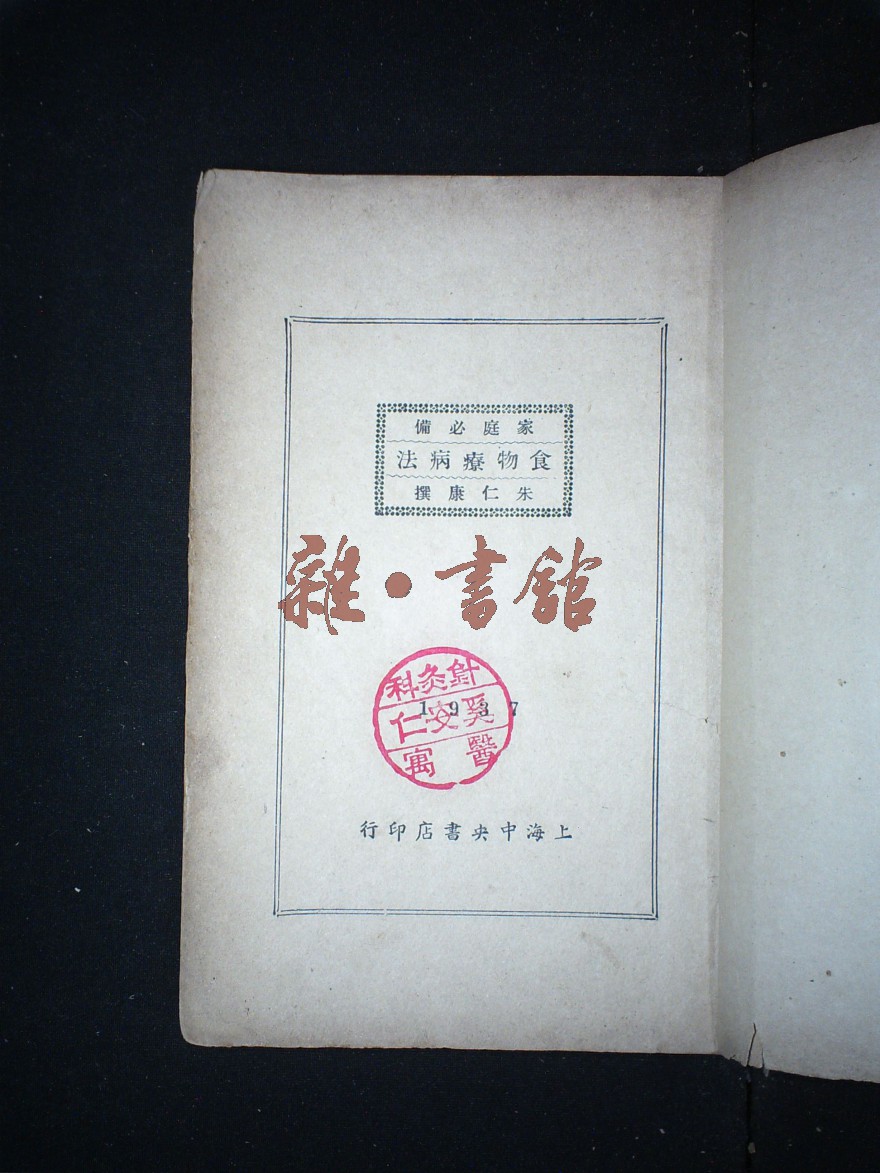 家庭必備
食物療病法
朱仁康撰
雜·書館
針灸科
奚文仁
醫寓
1937
上海中央書店印行